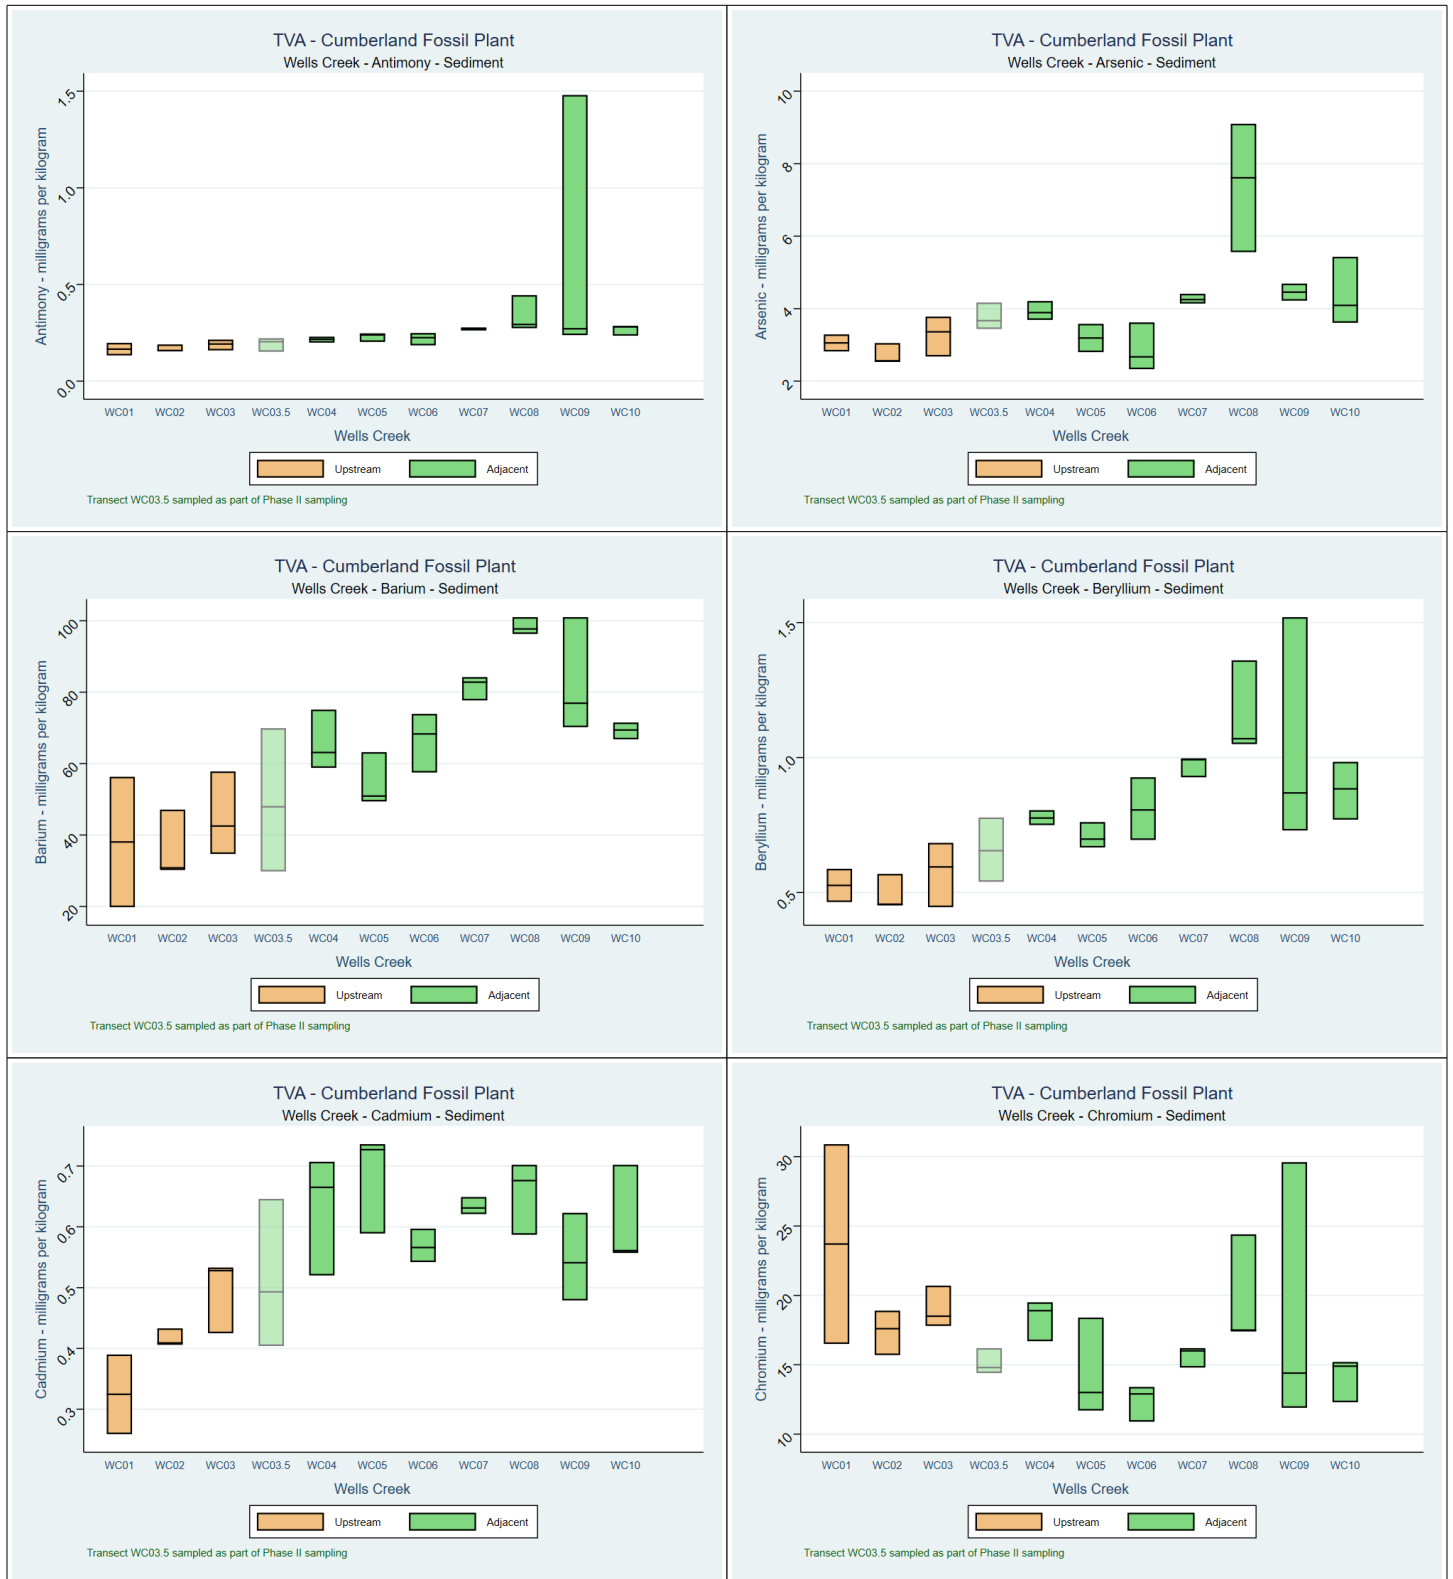 TVA - Cumberland Fossil Plant
Wells Creek - Antimony - Sediment
Antimony - milligrams per kilogram
1.5
1.0
0.5
0.0
WC01 WC02 WC03 WC03.5 WC04 WC05 WC06 WC07 WC08 WC09 WC10
Wells Creek
Upstream Adjacent
Transect WC03.5 sampled as part of Phase II sampling
TVA - Cumberland Fossil Plant
Wells Creek - Arsenic - Sediment
Arsenic - milligrams per kilogram
10
8
6
4
2
WC01 WC02 WC03 WC03.5 WC04 WC05 WC06 WC07 WC08 WC09 WC10
Wells Creek
Upstream Adjacent
Transect WC03.5 sampled as part of Phase II sampling
TVA - Cumberland Fossil Plant
Wells Creek - Barium - Sediment
Barium - milligrams per kilogram
100
80
60
40
20
WC01 WC02 WC03 WC03.5 WC04 WC05 WC06 WC07 WC08 WC09 WC10
Wells Creek
Upstream Adjacent
Transect WC03.5 sampled as part of Phase II sampling
TVA - Cumberland Fossil Plant
Wells Creek - Beryllium - Sediment
Beryllium - milligrams per kilogram
1.5
1.0
0.5
WC01 WC02 WC03 WC03.5 WC04 WC05 WC06 WC07 WC08 WC09 WC10
Wells Creek
Upstream Adjacent
Transect WC03.5 sampled as part of Phase II sampling
TVA - Cumberland Fossil Plant
Wells Creek - Cadmium - Sediment
Cadmium - milligrams per kilogram
0.7
0.6
0.5
0.4
0.3
WC01 WC02 WC03 WC03.5 WC04 WC05 WC06 WC07 WC08 WC09 WC10
Wells Creek
Upstream Adjacent
Transect WC03.5 sampled as part of Phase II sampling
TVA - Cumberland Fossil Plant
Wells Creek - Chromium - Sediment
Chromium - milligrams per kilogram
30
25
20
15
10
WC01 WC02 WC03 WC03.5 WC04 WC05 WC06 WC07 WC08 WC09 WC10
Wells Creek
Upstream Adjacent
Transect WC03.5 sampled as part of Phase II sampling